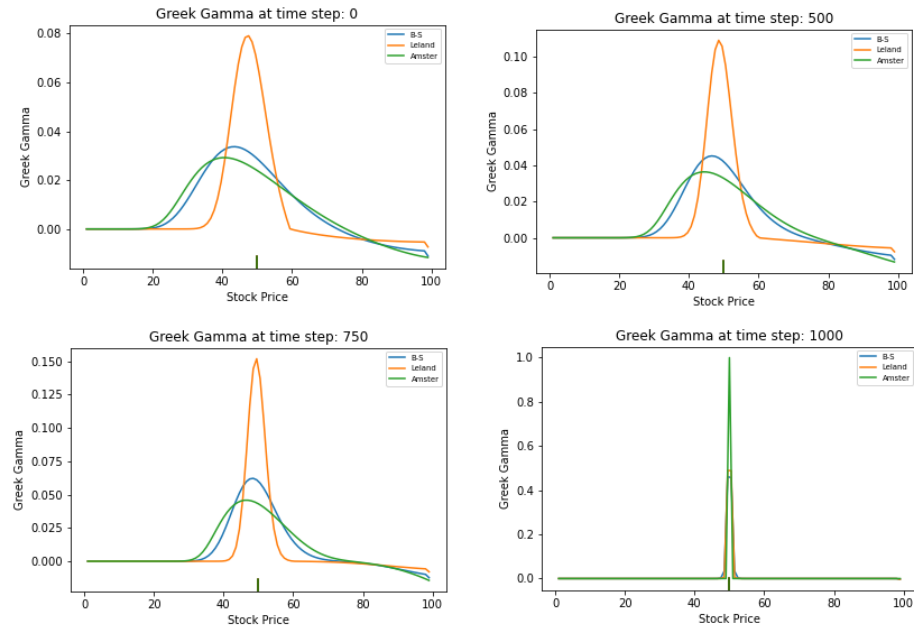 Greek Gamma at time step: 0
Greek Gamma
0.08
0.06
0.04
0.02
0.00
0 20 40 60 80 100
Stock Price
B-S
Leland
Amster
Greek Gamma at time step: 500
Greek Gamma
0.10
0.08
0.06
0.04
0.02
0.00
0 20 40 60 80 100
Stock Price
B-S
Leland
Amster
Greek Gamma at time step: 750
Greek Gamma
0.150
0.125
0.100
0.075
0.050
0.025
0.000
0 20 40 60 80 100
Stock Price
B-S
Leland
Amster
Greek Gamma at time step: 1000
Greek Gamma
1.0
0.8
0.6
0.4
0.2
0.0
0 20 40 60 80 100
Stock Price
B-S
Leland
Amster